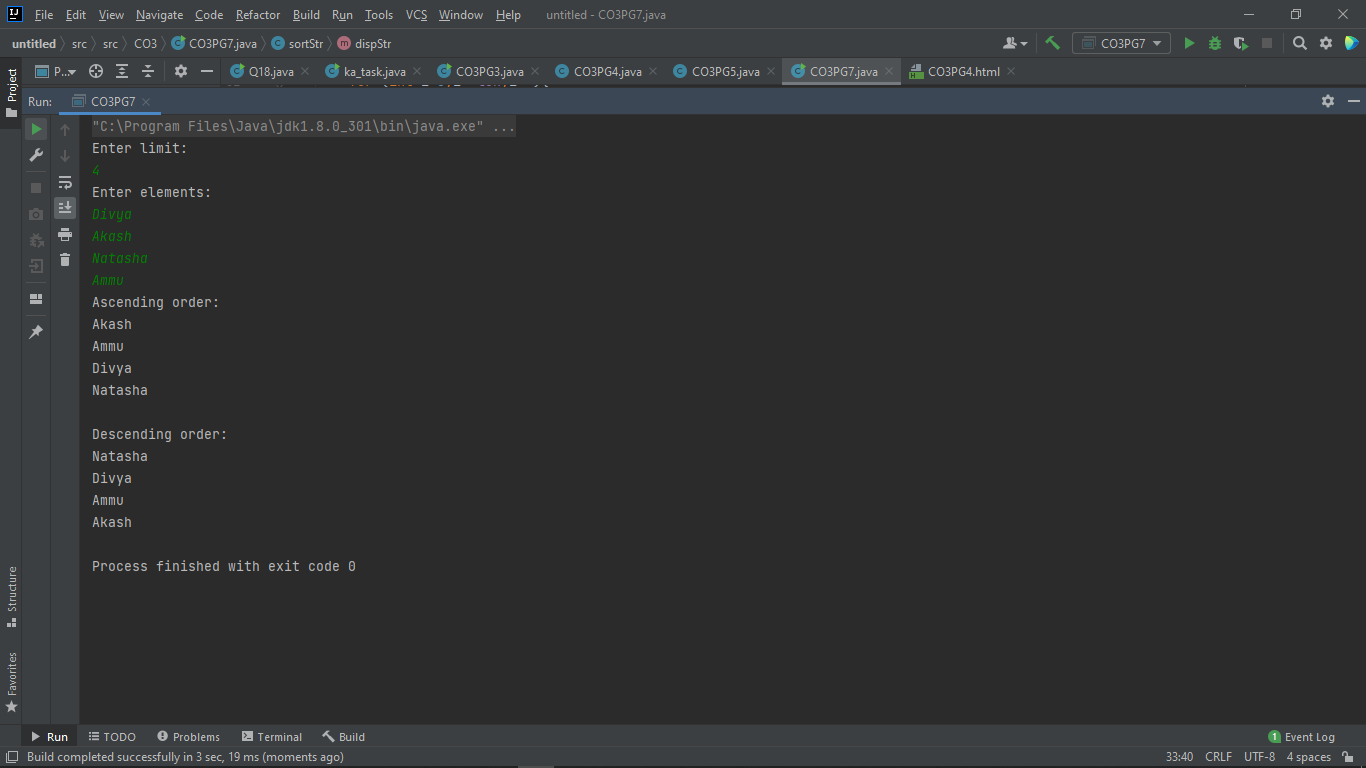 File Edit View Navigate Code Refactor Build Run Tools VCS Window Help untitled - CO3PG7.java
untitled src src CO3 CO3PG7.java sortStr dispStr CO3PG7
Project P... Q18.java ka_task.java CO3PG3.java CO3PG4.java CO3PG5.java CO3PG7.java CO3PG4.html
Run: CO3PG7
"C:\Program Files\Java\jdk1.8.0_301\bin\java.exe" ...
Enter limit:
4
Enter elements:
Divya
Akash
Natasha
Ammu
Ascending order:
Akash
Ammu
Divya
Natasha
Descending order:
Natasha
Divya
Ammu
Akash
Process finished with exit code 0
Structure
Favorites
Run TODO Problems Terminal Build 1 Event Log
Build completed successfully in 3 sec, 19 ms (moments ago) 33:40 CRLF UTF-8 4 spaces